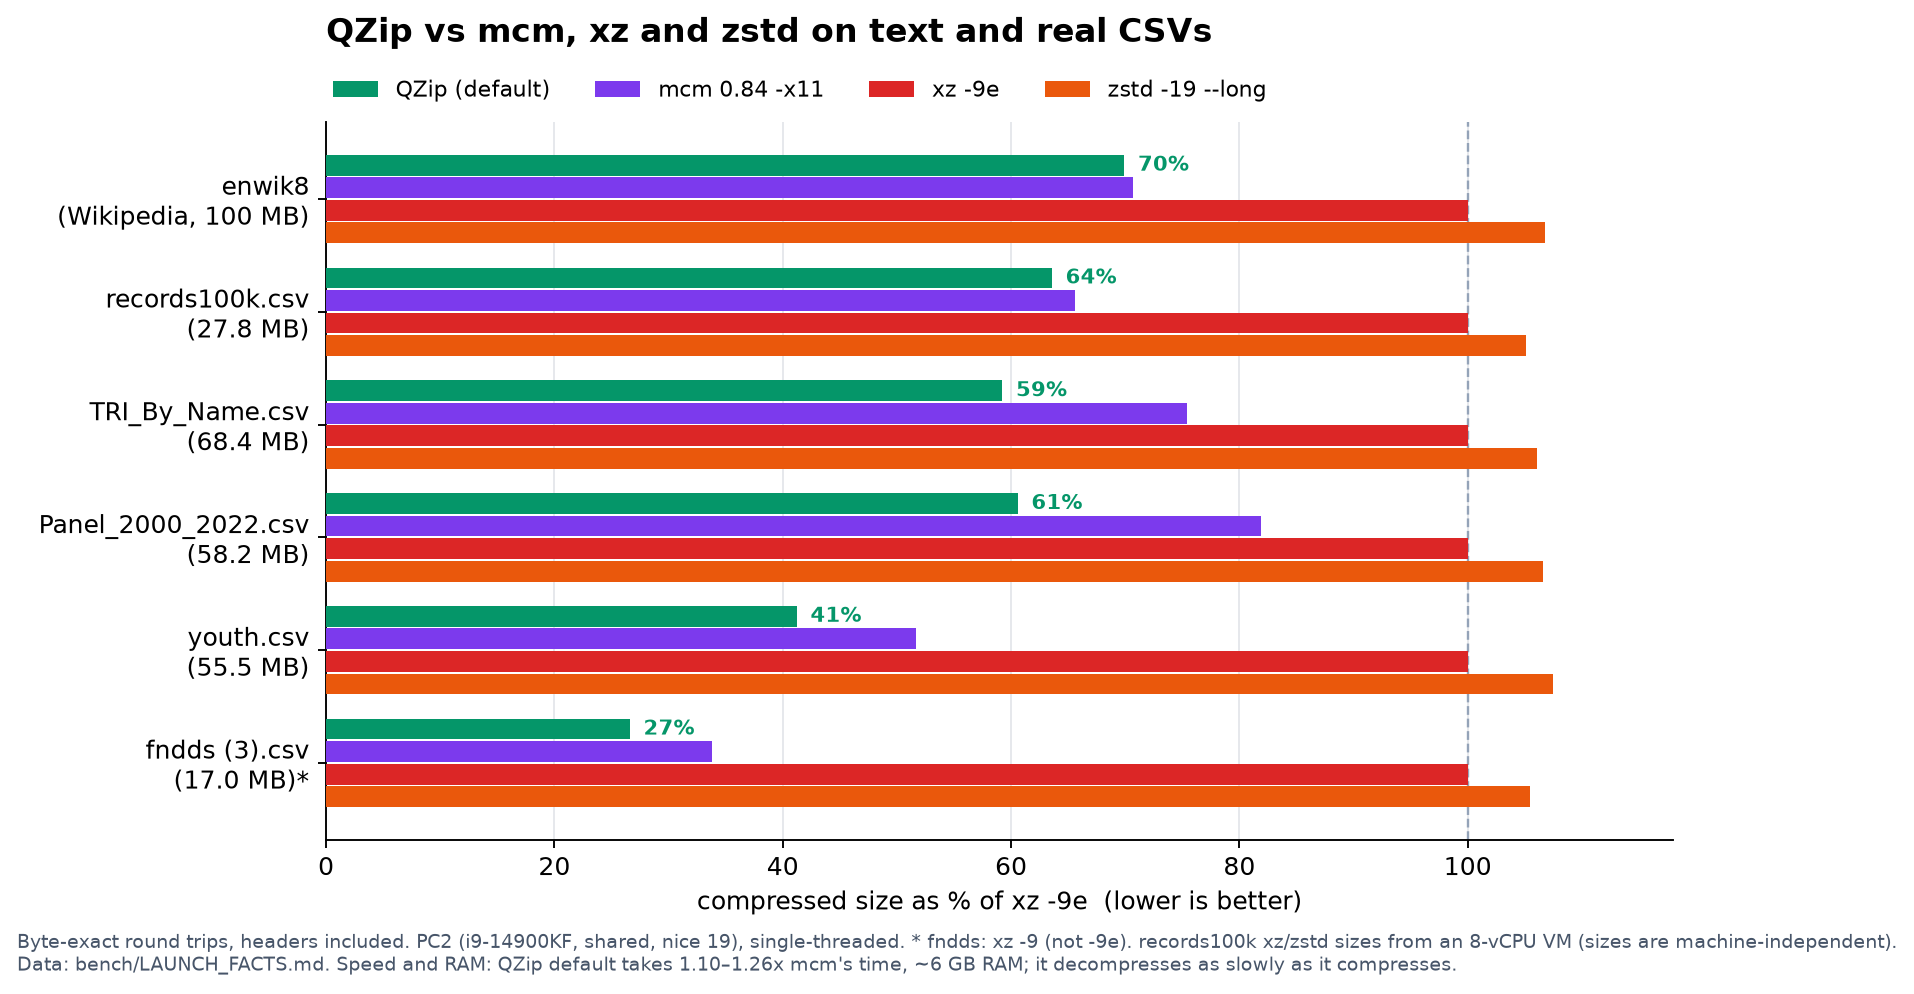 QZip vs mcm, xz and zstd on text and real CSVs
QZip (default)
mcm 0.84 -x11
xz -9e
zstd -19 --long
enwik8
(Wikipedia, 100 MB)
70%
records100k.csv
(27.8 MB)
64%
TRI_By_Name.csv
(68.4 MB)
59%
Panel_2000_2022.csv
(58.2 MB)
61%
youth.csv
(55.5 MB)
41%
fndds (3).csv
(17.0 MB)*
27%
0
20
40
60
80
100
compressed size as % of xz -9e  (lower is better)
Byte-exact round trips, headers included. PC2 (i9-14900KF, shared, nice 19), single-threaded. * fndds: xz -9 (not -9e). records100k xz/zstd sizes from an 8-vCPU VM (sizes are machine-independent).
Data: bench/LAUNCH_FACTS.md. Speed and RAM: QZip default takes 1.10–1.26x mcm's time, ~6 GB RAM; it decompresses as slowly as it compresses.